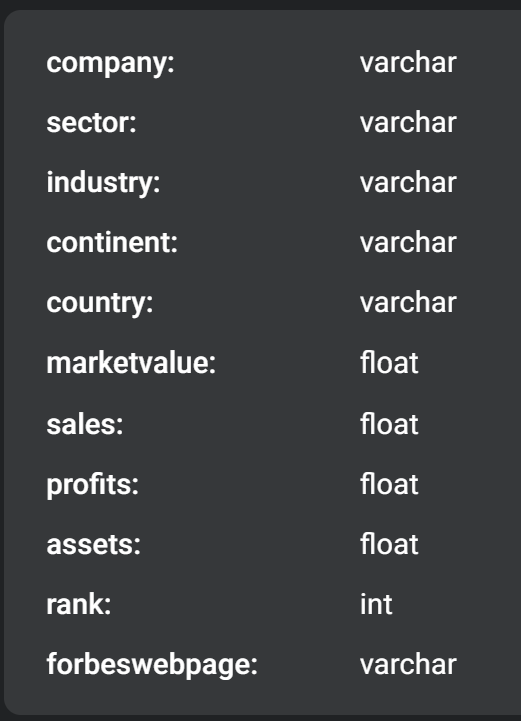 company: varchar
sector: varchar
industry: varchar
continent: varchar
country: varchar
marketvalue: float
sales: float
profits: float
assets: float
rank: int
forbeswebpage: varchar